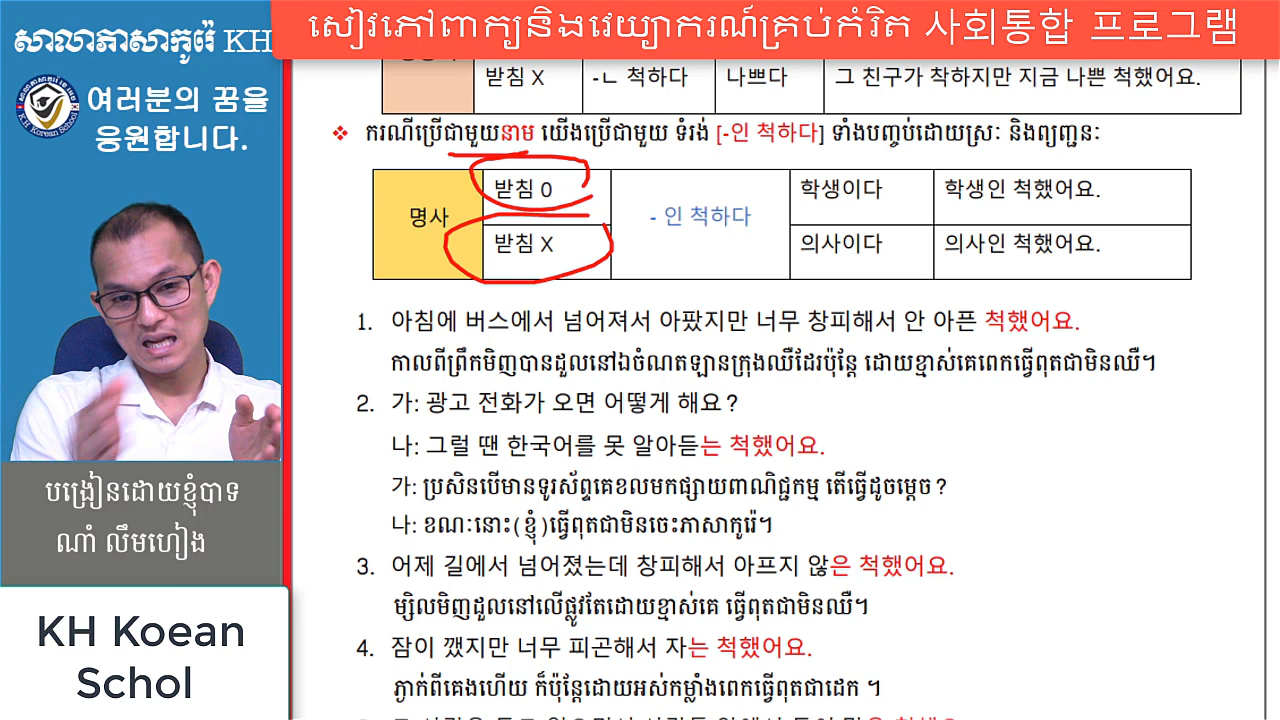 សាលាភាសាកូរ៉េ KH
សៀវភៅពាក្យនិងវេយ្យាករណ៍គ្រប់កំរិត 사회통합 프로그램
여러분의 꿈을
응원합니다.
받침 X -ㄴ 척하다 나쁘다 그 친구가 착하지만 지금 나쁜 척했어요.
❖ ករណីប្រើជាមួយនាម យើងប្រើជាមួយ ទំរង់ [-인 척하다] ទាំងបញ្ចប់ដោយស្រៈ និងព្យញ្ជនៈ
명사 받침 0 - 인 척하다 학생이다 학생인 척했어요.
받침 X 의사이다 의사인 척했어요.
1. 아침에 버스에서 넘어져서 아팠지만 너무 창피해서 안 아픈 척했어요.
កាលពីព្រឹកមិញបានដួលនៅឯចំណតឡានក្រុងឈឺដែរប៉ុន្តែ ដោយខ្មាស់គេពេកធ្វើពុតជាមិនឈឺ។
2. 가: 광고 전화가 오면 어떻게 해요?
나: 그럴 땐 한국어를 못 알아듣는 척했어요.
가: ប្រសិនបើមានទូរស័ព្ទគេខលមកផ្សាយពាណិជ្ជកម្ម តើធ្វើដូចម្តេច?
나: ខណៈនោះ(ខ្ញុំ)ធ្វើពុតជាមិនចេះភាសាកូរ៉េ។
3. 어제 길에서 넘어졌는데 창피해서 아프지 않은 척했어요.
ម្សិលមិញដួលនៅលើផ្លូវតែដោយខ្មាស់គេ ធ្វើពុតជាមិនឈឺ។
4. 잠이 깼지만 너무 피곤해서 자는 척했어요.
ភ្ងាក់ពីគេងហើយ ក៏ប៉ុន្តែដោយអស់កម្លាំងពេកធ្វើពុតជាដេក ។
បង្រៀនដោយខ្ញុំបាទ
ណាំ លឹមហៀង
KH Koean
Schol